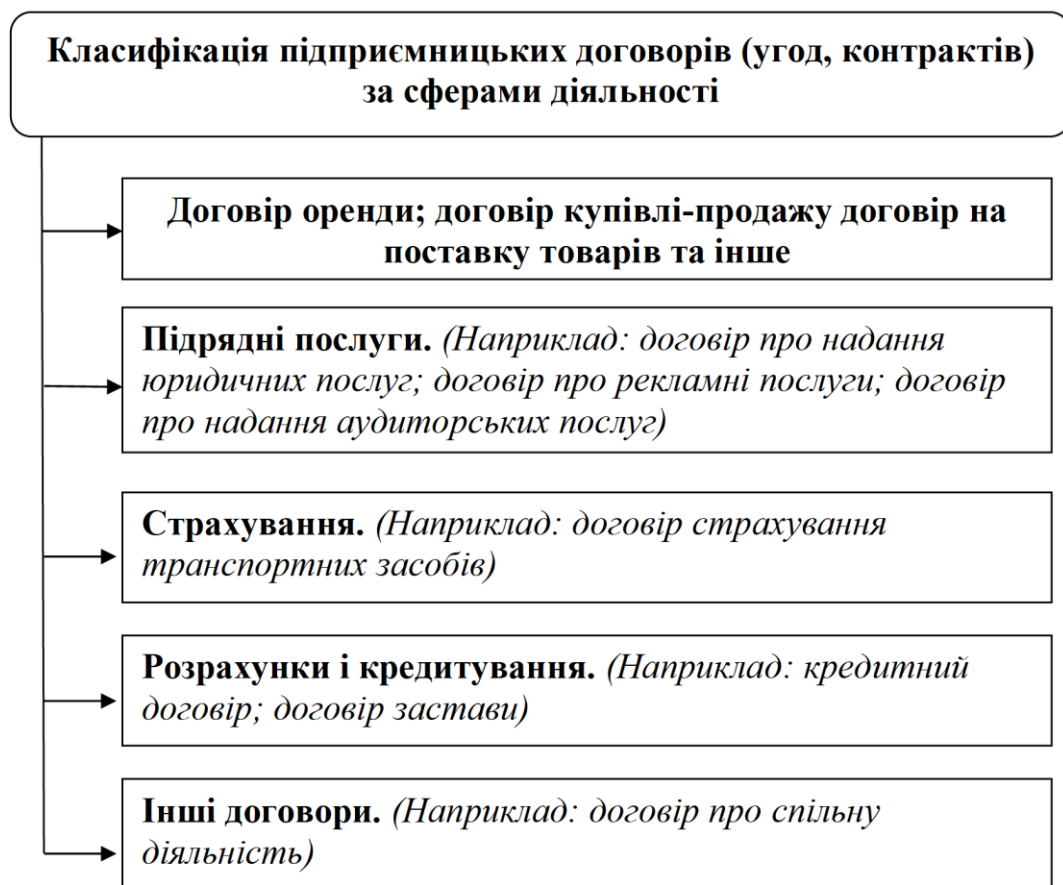 Класифікація підприємницьких договорів (угод, контрактів)
за сферами діяльності
Договір оренди; договір купівлі-продажу договір на
поставку товарів та інше
Підрядні послуги. (Наприклад: договір про надання
юридичних послуг; договір про рекламні послуги; договір
про надання аудиторських послуг)
Страхування. (Наприклад: договір страхування
транспортних засобів)
Розрахунки і кредитування. (Наприклад: кредитний
договір; договір застави)
Інші договори. (Наприклад: договір про спільну
діяльність)